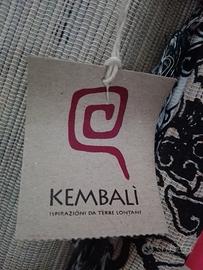 KEMBALÌ
ISPIRAZIONI DA TERRE LONTANE